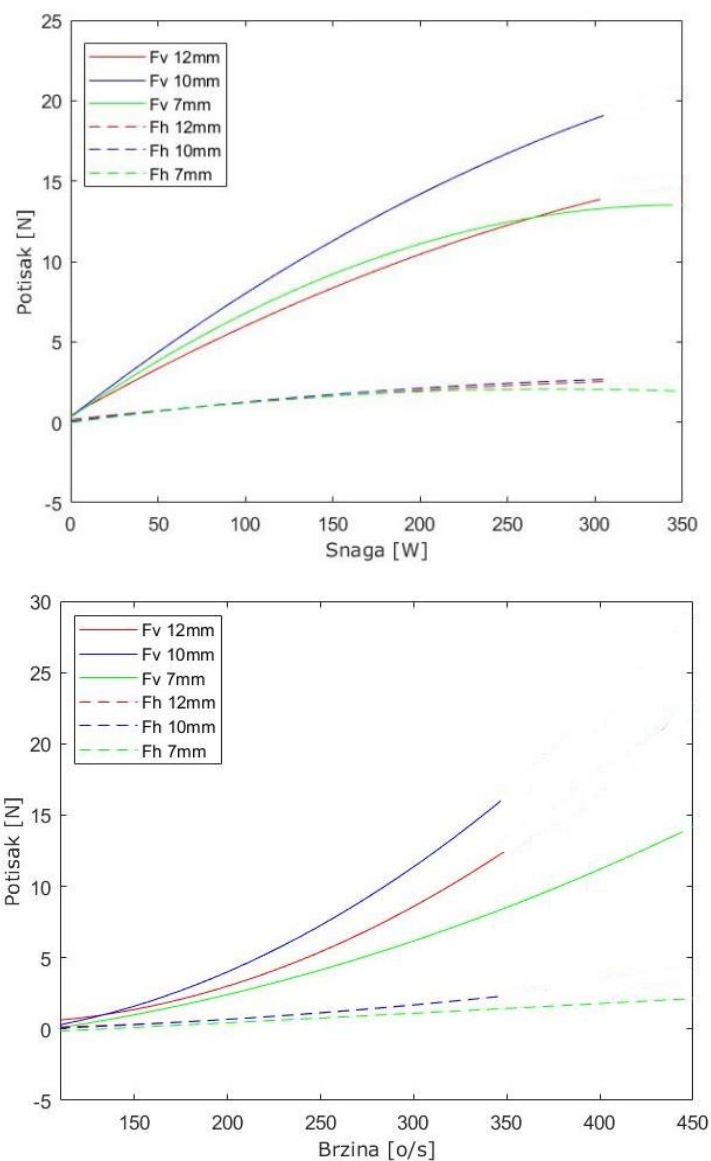 25
20
15
10
5
0
-5
Potisak [N]
Fv 12mm
Fv 10mm
Fv 7mm
Fh 12mm
Fh 10mm
Fh 7mm
0 50 100 150 200 250 300 350
Snaga [W]
30
25
20
15
10
5
0
-5
Potisak [N]
Fv 12mm
Fv 10mm
Fv 7mm
Fh 12mm
Fh 10mm
Fh 7mm
150 200 250 300 350 400 450
Brzina [o/s]